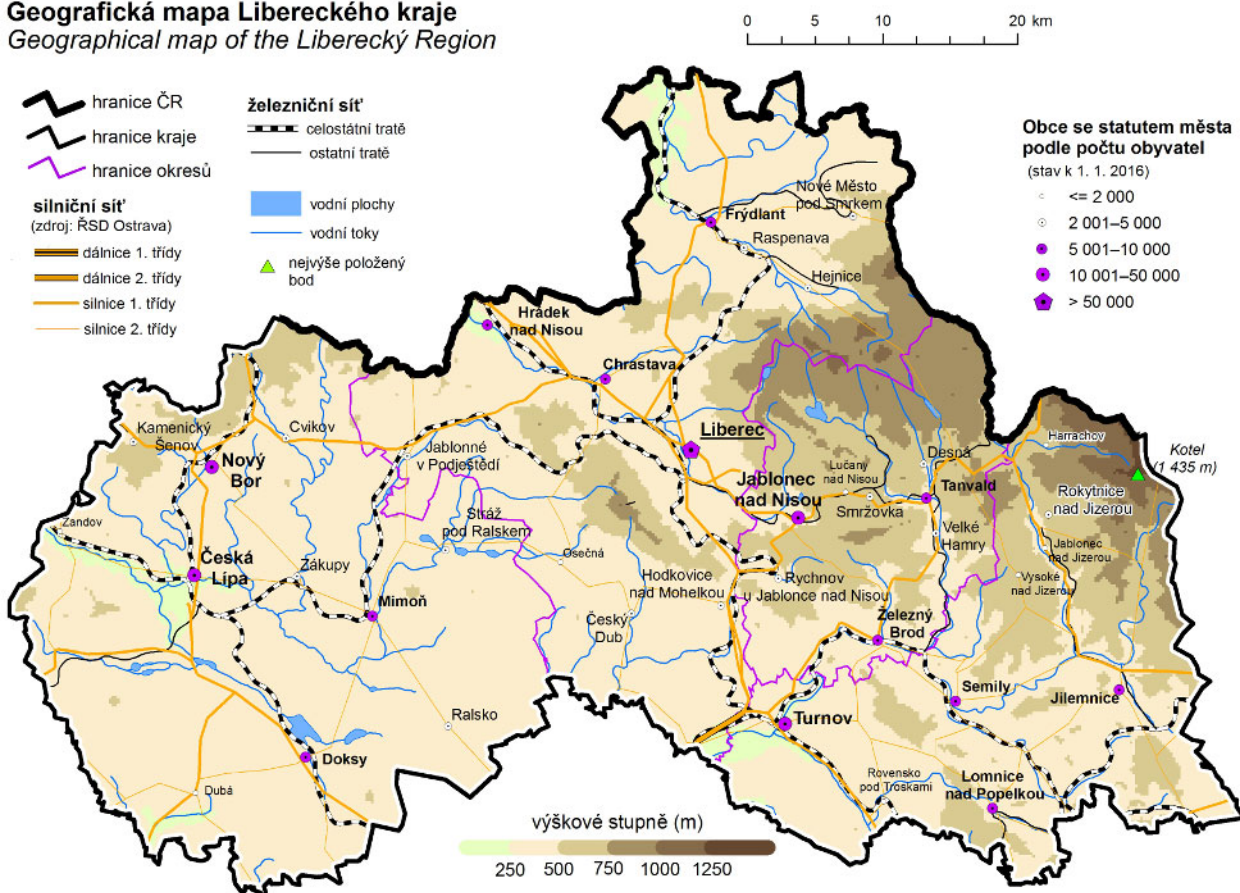 Geografická mapa Libereckého kraje
Geographical map of the Liberecký Region
0 5 10 20 km
hranice ČR
hranice kraje
hranice okresů
silniční síť
(zdroj: ŘSD Ostrava)
dálnice 1. třídy
dálnice 2. třídy
silnice 1. třídy
silnice 2. třídy
železniční síť
celostátní tratě
ostatní tratě
vodní plochy
vodní toky
nejvýše položený
bod
Obce se statutem města
podle počtu obyvatel
(stav k 1. 1. 2016)
<= 2 000
2 001–5 000
5 001–10 000
10 001–50 000
> 50 000
Nové Město
pod Smrkem
Frýdlant
Raspenava
Hejnice
Hrádek
nad Nisou
Chrastava
Liberec
Kamenický
Šenov
Cvikov
Nový
Bor
Jablonné
v Podještědí
Jablonec
nad Nisou
Lučany
nad Nisou
Smržovka
Desná
Tanvald
Harrachov
Kotel
(1 435 m)
Rokytnice
nad Jizerou
Velké
Hamry
Jablonec
nad Jizerou
Vysoké
nad Jizerou
Stráž
pod Ralskem
Osečná
Žandov
Česká
Lípa
Zákupy
Mimoň
Hodkovice
nad Mohelkou
Rychnov
u Jablonce nad Nisou
Český
Dub
Železný
Brod
Semily
Jilemnice
Turnov
Ralsko
Doksy
Dubá
Rovensko
pod Troskami
Lomnice
nad Popelkou
výškové stupně (m)
250 500 750 1000 1250